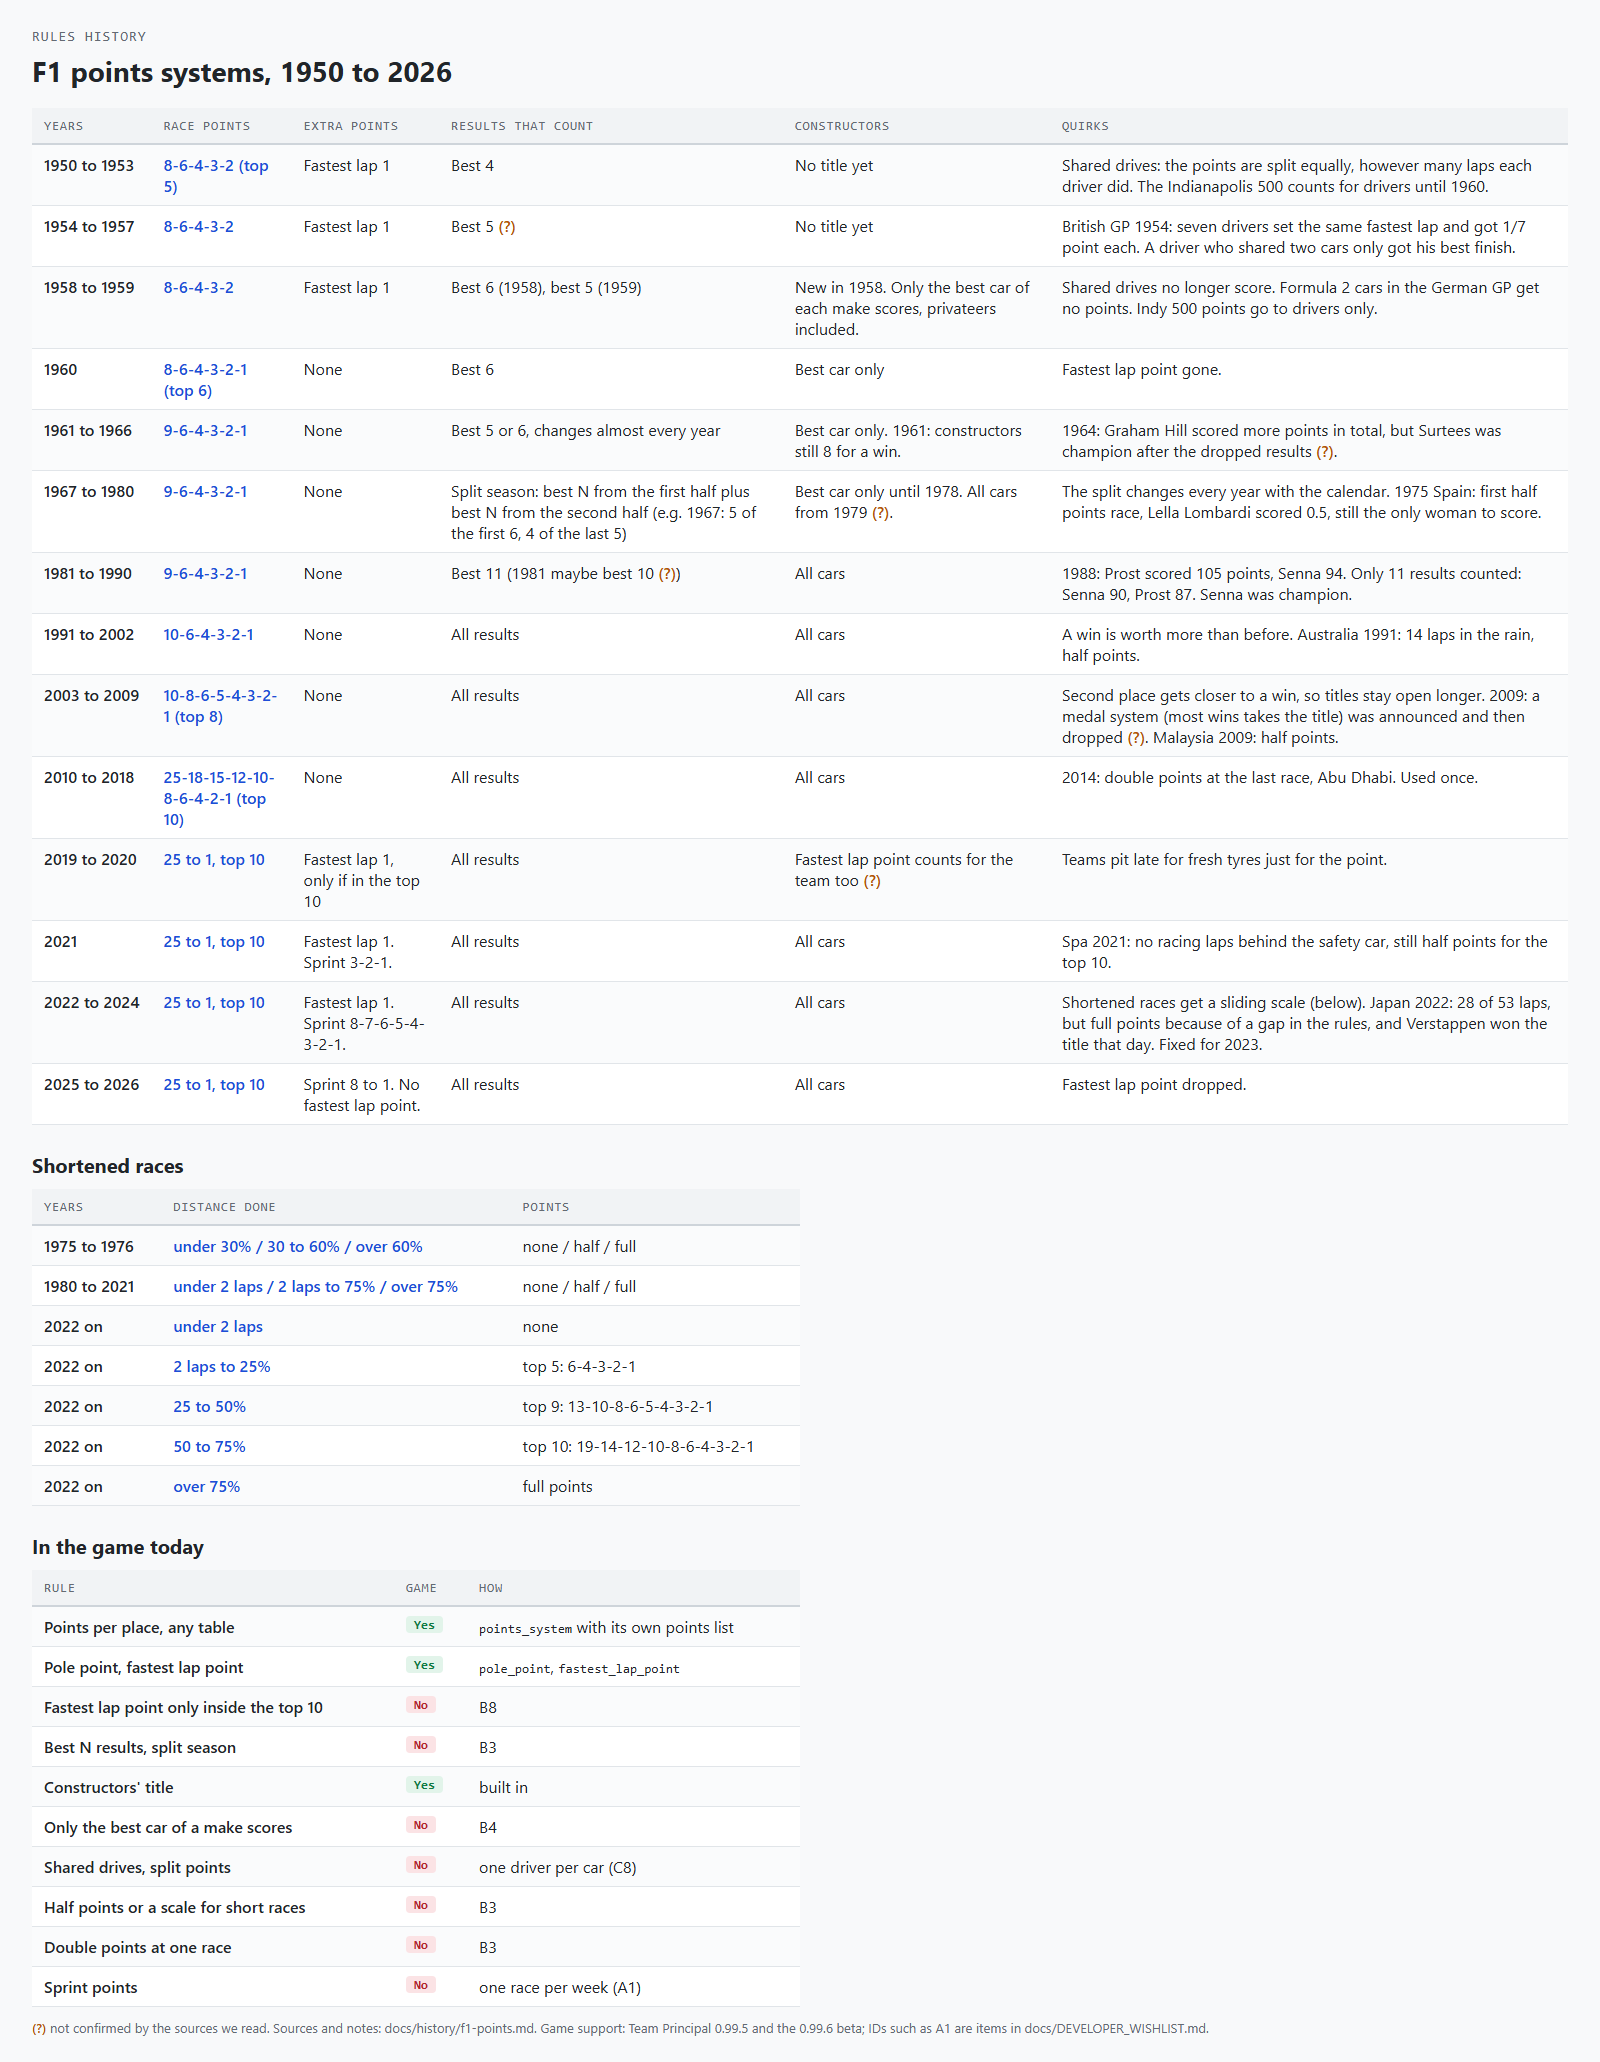 RULES HISTORY
F1 points systems, 1950 to 2026
YEARS RACE POINTS EXTRA POINTS RESULTS THAT COUNT CONSTRUCTORS QUIRKS
1950 to 1953 8-6-4-3-2 (top Fastest lap 1 Best 4 No title yet Shared drives: the points are split equally, however many laps each
5) driver did. The Indianapolis 500 counts for drivers until 1960.
1954 to 1957 8-6-4-3-2 Fastest lap 1 Best 5 (?) No title yet British GP 1954: seven drivers set the same fastest lap and got 1/7
point each. A driver who shared two cars only got his best finish.
1958 to 1959 8-6-4-3-2 Fastest lap 1 Best 6 (1958), best 5 (1959) New in 1958. Only the best car of Shared drives no longer score. Formula 2 cars in the German GP get
each make scores, privateers no points. Indy 500 points go to drivers only.
included.
1960 8-6-4-3-2-1 None Best 6 Best car only Fastest lap point gone.
(top 6)
1961 to 1966 9-6-4-3-2-1 None Best 5 or 6, changes almost every year Best car only. 1961: constructors 1964: Graham Hill scored more points in total, but Surtees was
still 8 for a win. champion after the dropped results (?).
1967 to 1980 9-6-4-3-2-1 None Split season: best N from the first half plus Best car only until 1978. All cars The split changes every year with the calendar. 1975 Spain: first half
best N from the second half (e.g. 1967: 5 of from 1979 (?). points race, Lella Lombardi scored 0.5, still the only woman to score.
the first 6, 4 of the last 5)
1981 to 1990 9-6-4-3-2-1 None Best 11 (1981 maybe best 10 (?)) All cars 1988: Prost scored 105 points, Senna 94. Only 11 results counted:
Senna 90, Prost 87. Senna was champion.
1991 to 2002 10-6-4-3-2-1 None All results All cars A win is worth more than before. Australia 1991: 14 laps in the rain,
half points.
2003 to 2009 10-8-6-5-4-3-2- None All results All cars Second place gets closer to a win, so titles stay open longer. 2009: a
1 (top 8) medal system (most wins takes the title) was announced and then
dropped (?). Malaysia 2009: half points.
2010 to 2018 25-18-15-12-10- None All results All cars 2014: double points at the last race, Abu Dhabi. Used once.
8-6-4-2-1 (top
10)
2019 to 2020 25 to 1, top 10 Fastest lap 1, All results Fastest lap point counts for the Teams pit late for fresh tyres just for the point.
only if in the top team too (?)
10
2021 25 to 1, top 10 Fastest lap 1. All results All cars Spa 2021: no racing laps behind the safety car, still half points for the
Sprint 3-2-1. top 10.
2022 to 2024 25 to 1, top 10 Fastest lap 1. All results All cars Shortened races get a sliding scale (below). Japan 2022: 28 of 53 laps,
Sprint 8-7-6-5-4- but full points because of a gap in the rules, and Verstappen won the
3-2-1. title that day. Fixed for 2023.
2025 to 2026 25 to 1, top 10 Sprint 8 to 1. No All results All cars Fastest lap point dropped.
fastest lap point.
Shortened races
YEARS DISTANCE DONE POINTS
1975 to 1976 under 30% / 30 to 60% / over 60% none / half / full
1980 to 2021 under 2 laps / 2 laps to 75% / over 75% none / half / full
2022 on under 2 laps none
2022 on 2 laps to 25% top 5: 6-4-3-2-1
2022 on 25 to 50% top 9: 13-10-8-6-5-4-3-2-1
2022 on 50 to 75% top 10: 19-14-12-10-8-6-4-3-2-1
2022 on over 75% full points
In the game today
RULE GAME HOW
Points per place, any table Yes points_system with its own points list
Pole point, fastest lap point Yes pole_point, fastest_lap_point
Fastest lap point only inside the top 10 No B8
Best N results, split season No B3
Constructors' title Yes built in
Only the best car of a make scores No B4
Shared drives, split points No one driver per car (C8)
Half points or a scale for short races No B3
Double points at one race No B3
Sprint points No one race per week (A1)
(?) not confirmed by the sources we read. Sources and notes: docs/history/f1-points.md. Game support: Team Principal 0.99.5 and the 0.99.6 beta; IDs such as A1 are items in docs/DEVELOPER_WISHLIST.md.